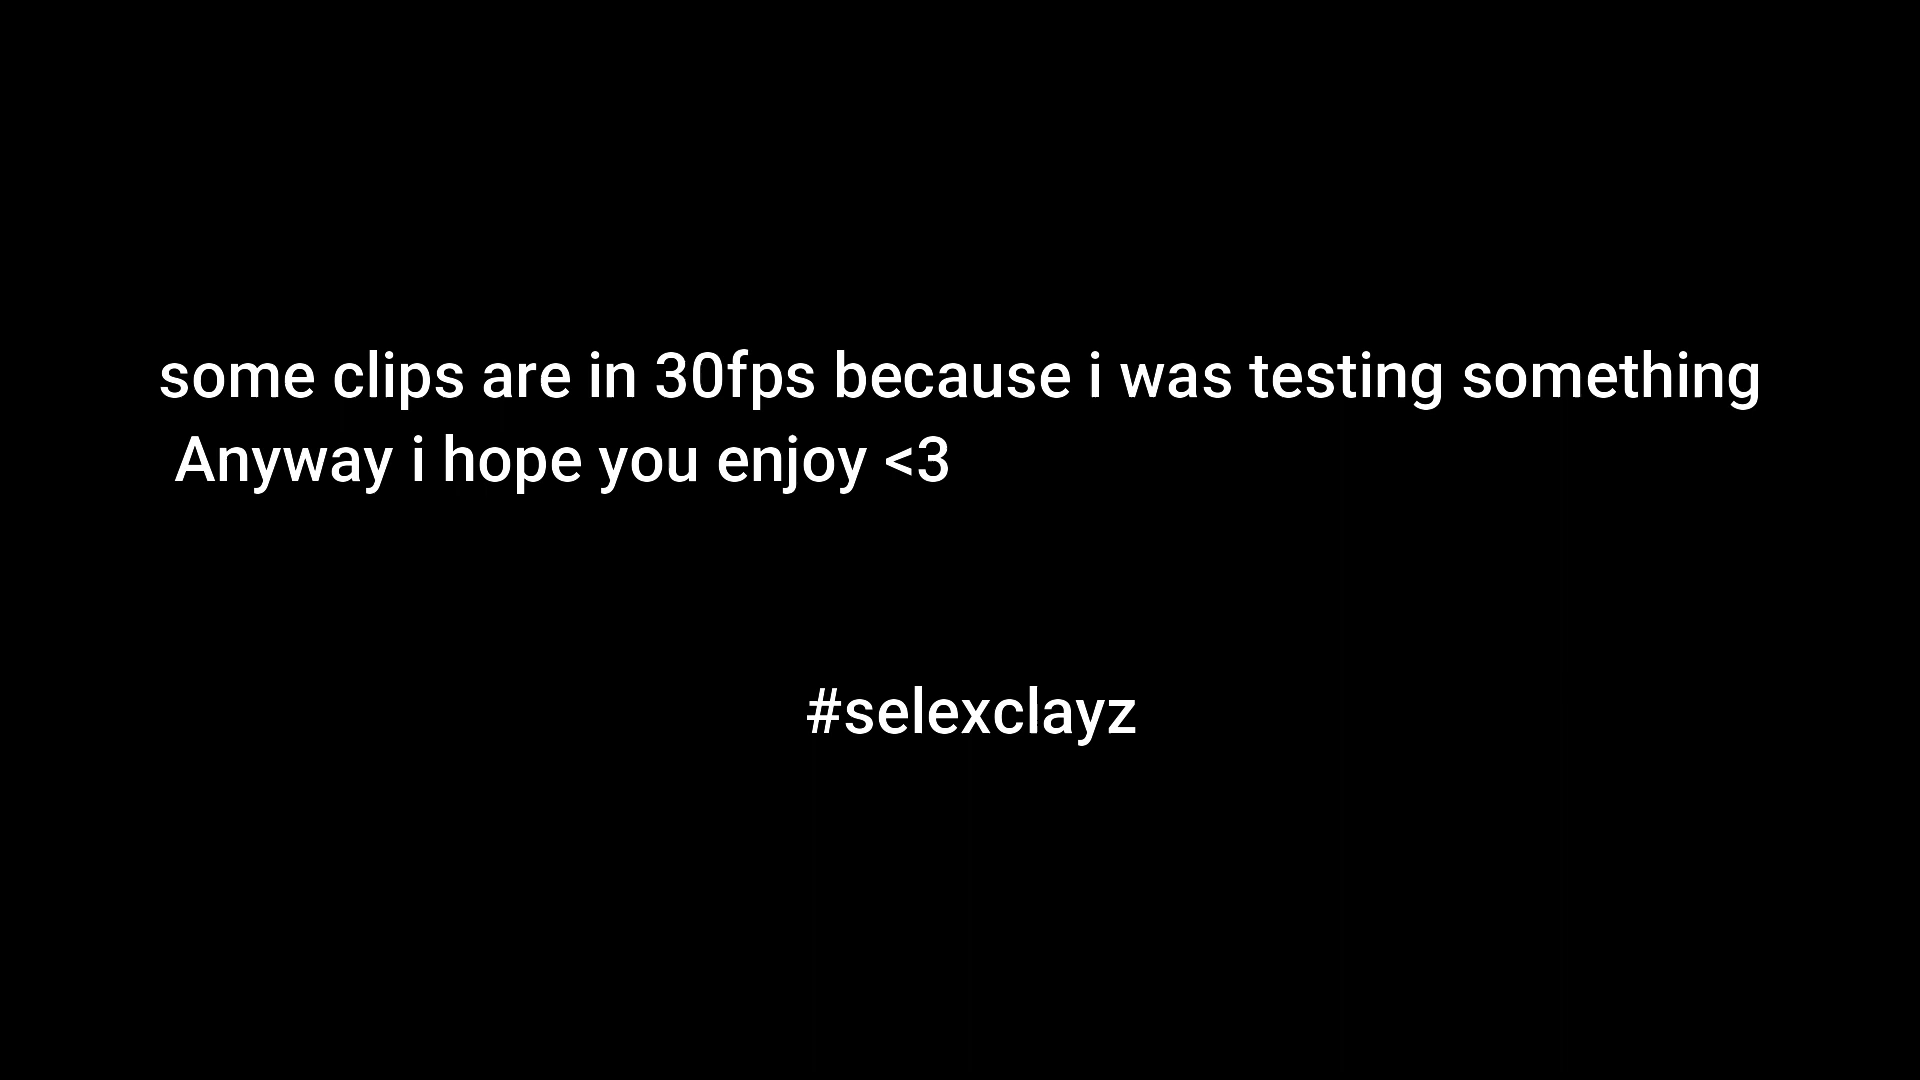 some clips are in 30fps because i was testing something
Anyway i hope you enjoy <3
#selexclayz